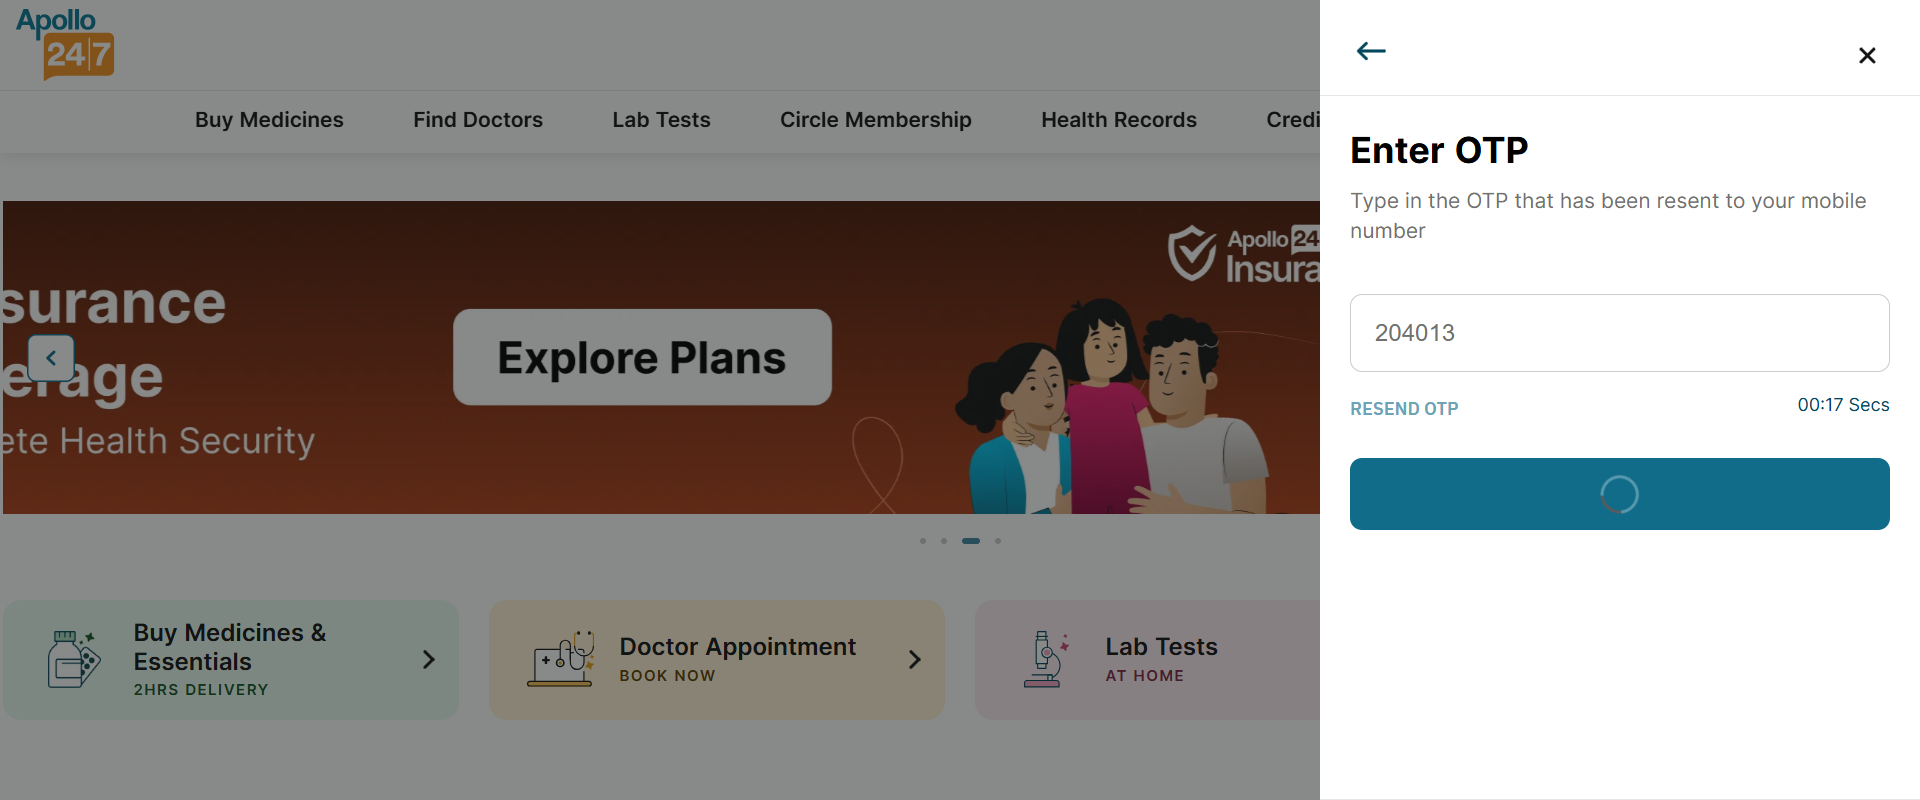 Apollo
24|7
Buy Medicines
Find Doctors
Lab Tests
Circle Membership
Health Records
Credi
surance
erage
ete Health Security
Explore Plans
Apollo 24
Insura
Buy Medicines &
Essentials
2HRS DELIVERY
Doctor Appointment
BOOK NOW
Lab Tests
AT HOME
Enter OTP
Type in the OTP that has been resent to your mobile
number
204013
RESEND OTP
00:17 Secs